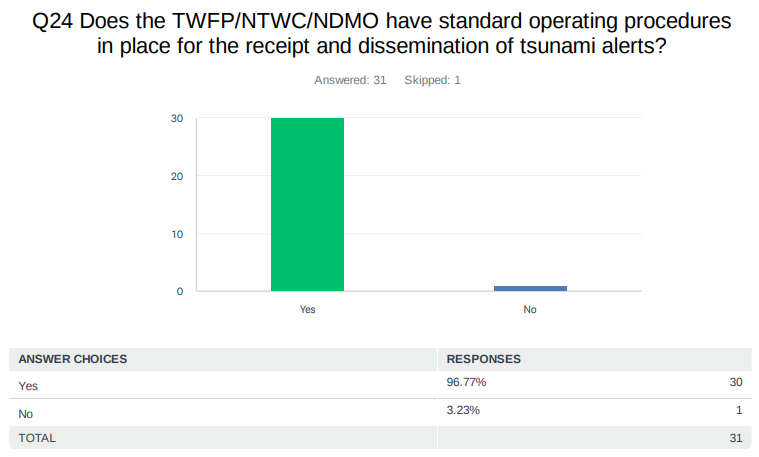 Q24 Does the TWFP/NTWC/NDMO have standard operating procedures
in place for the receipt and dissemination of tsunami alerts?
Answered: 31 Skipped: 1
30
20
10
0
Yes No
ANSWER CHOICES RESPONSES
Yes 96.77% 30
No 3.23% 1
TOTAL 31